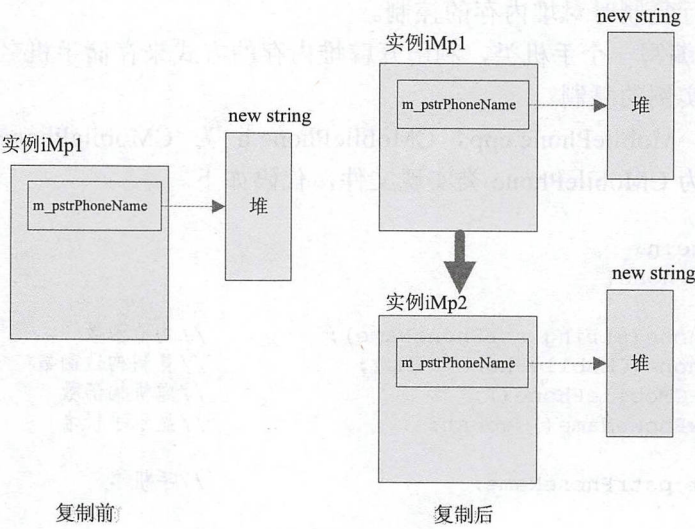 new string
实例iMp1
m_pstrPhoneName
堆
new string
实例iMp1
m_pstrPhoneName
堆
new string
实例iMp2
m_pstrPhoneName
堆
复制前
复制后